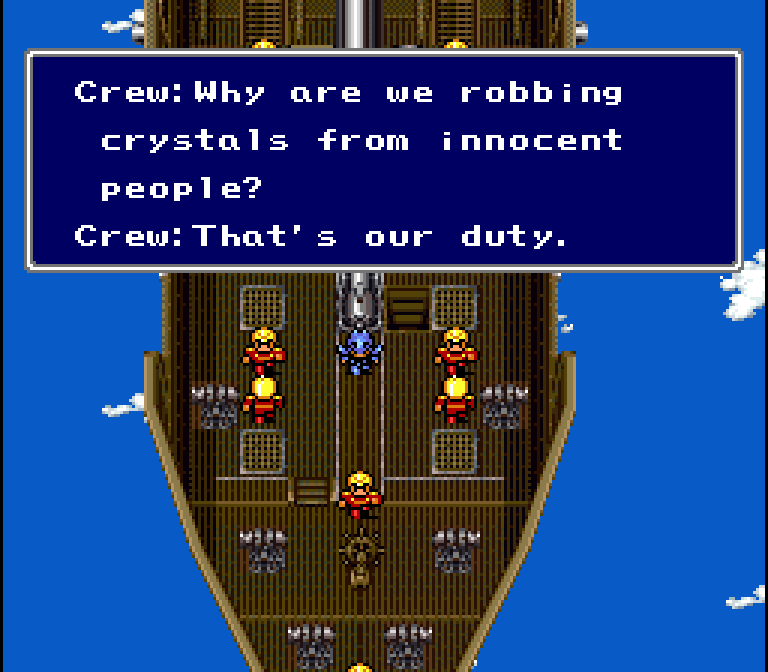 Crew:Why are we robbing
crystals from innocent
people?
Crew:That's our duty.